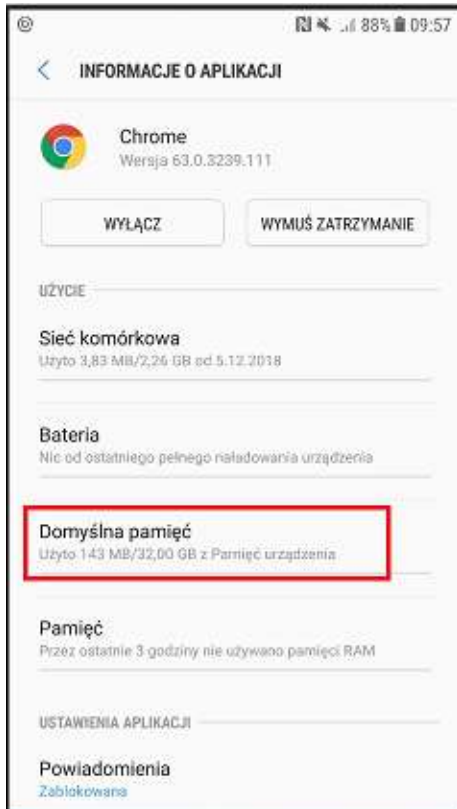 88% 09:57
INFORMACJE O APLIKACJI
Chrome
Wersja 63.0.3239.111
WYŁĄCZ
WYMUŚ ZATRZYMANIE
UŻYCIE
Sieć komórkowa
Użyto 3,83 MB/2,26 GB od 5.12.2018
Bateria
Nic od ostatniego pełnego naładowania urządzenia
Domyślna pamięć
Użyto 143 MB/32,00 GB z Pamięć urządzenia
Pamięć
Przez ostatnie 3 godziny nie używano pamięci RAM
USTAWIENIA APLIKACJI
Powiadomienia
Zablokowana